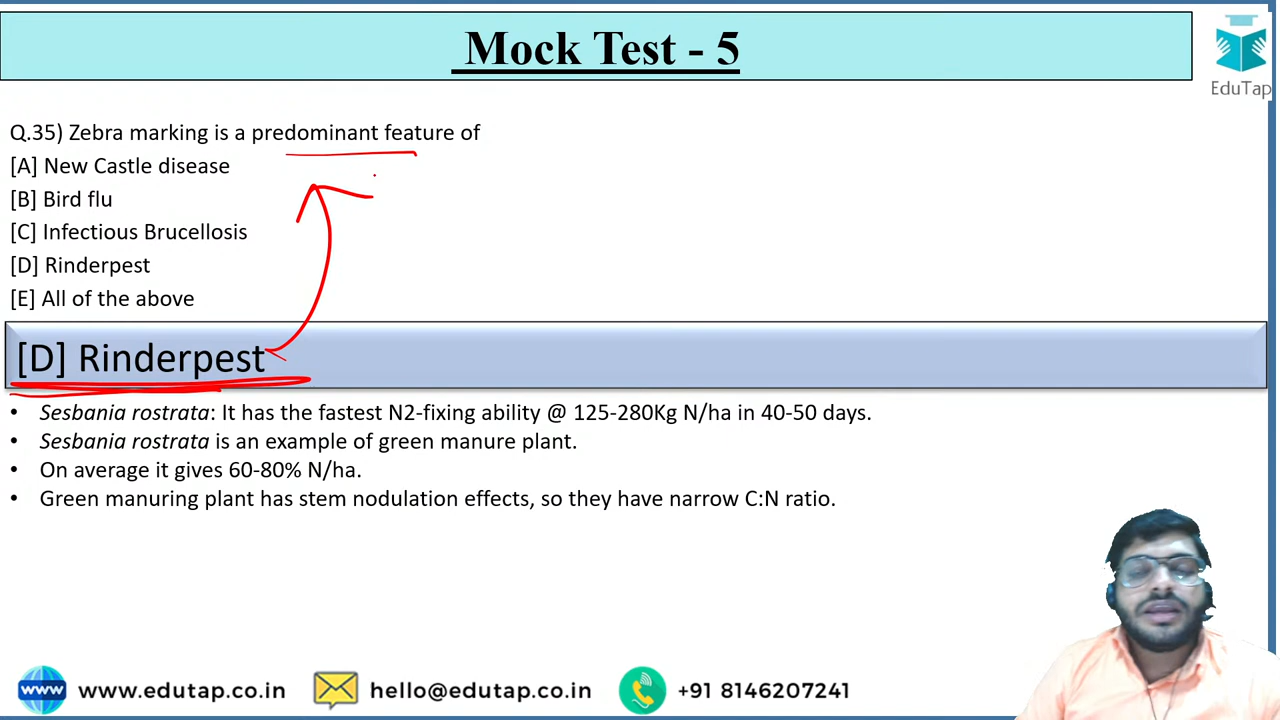 Mock Test - 5
EduTap
Q.35) Zebra marking is a predominant feature of
[A] New Castle disease
[B] Bird flu
[C] Infectious Brucellosis
[D] Rinderpest
[E] All of the above
[D] Rinderpest
• Sesbania rostrata: It has the fastest N2-fixing ability @ 125-280Kg N/ha in 40-50 days.
• Sesbania rostrata is an example of green manure plant.
• On average it gives 60-80% N/ha.
• Green manuring plant has stem nodulation effects, so they have narrow C:N ratio.
www www.edutap.co.in hello@edutap.co.in +91 8146207241